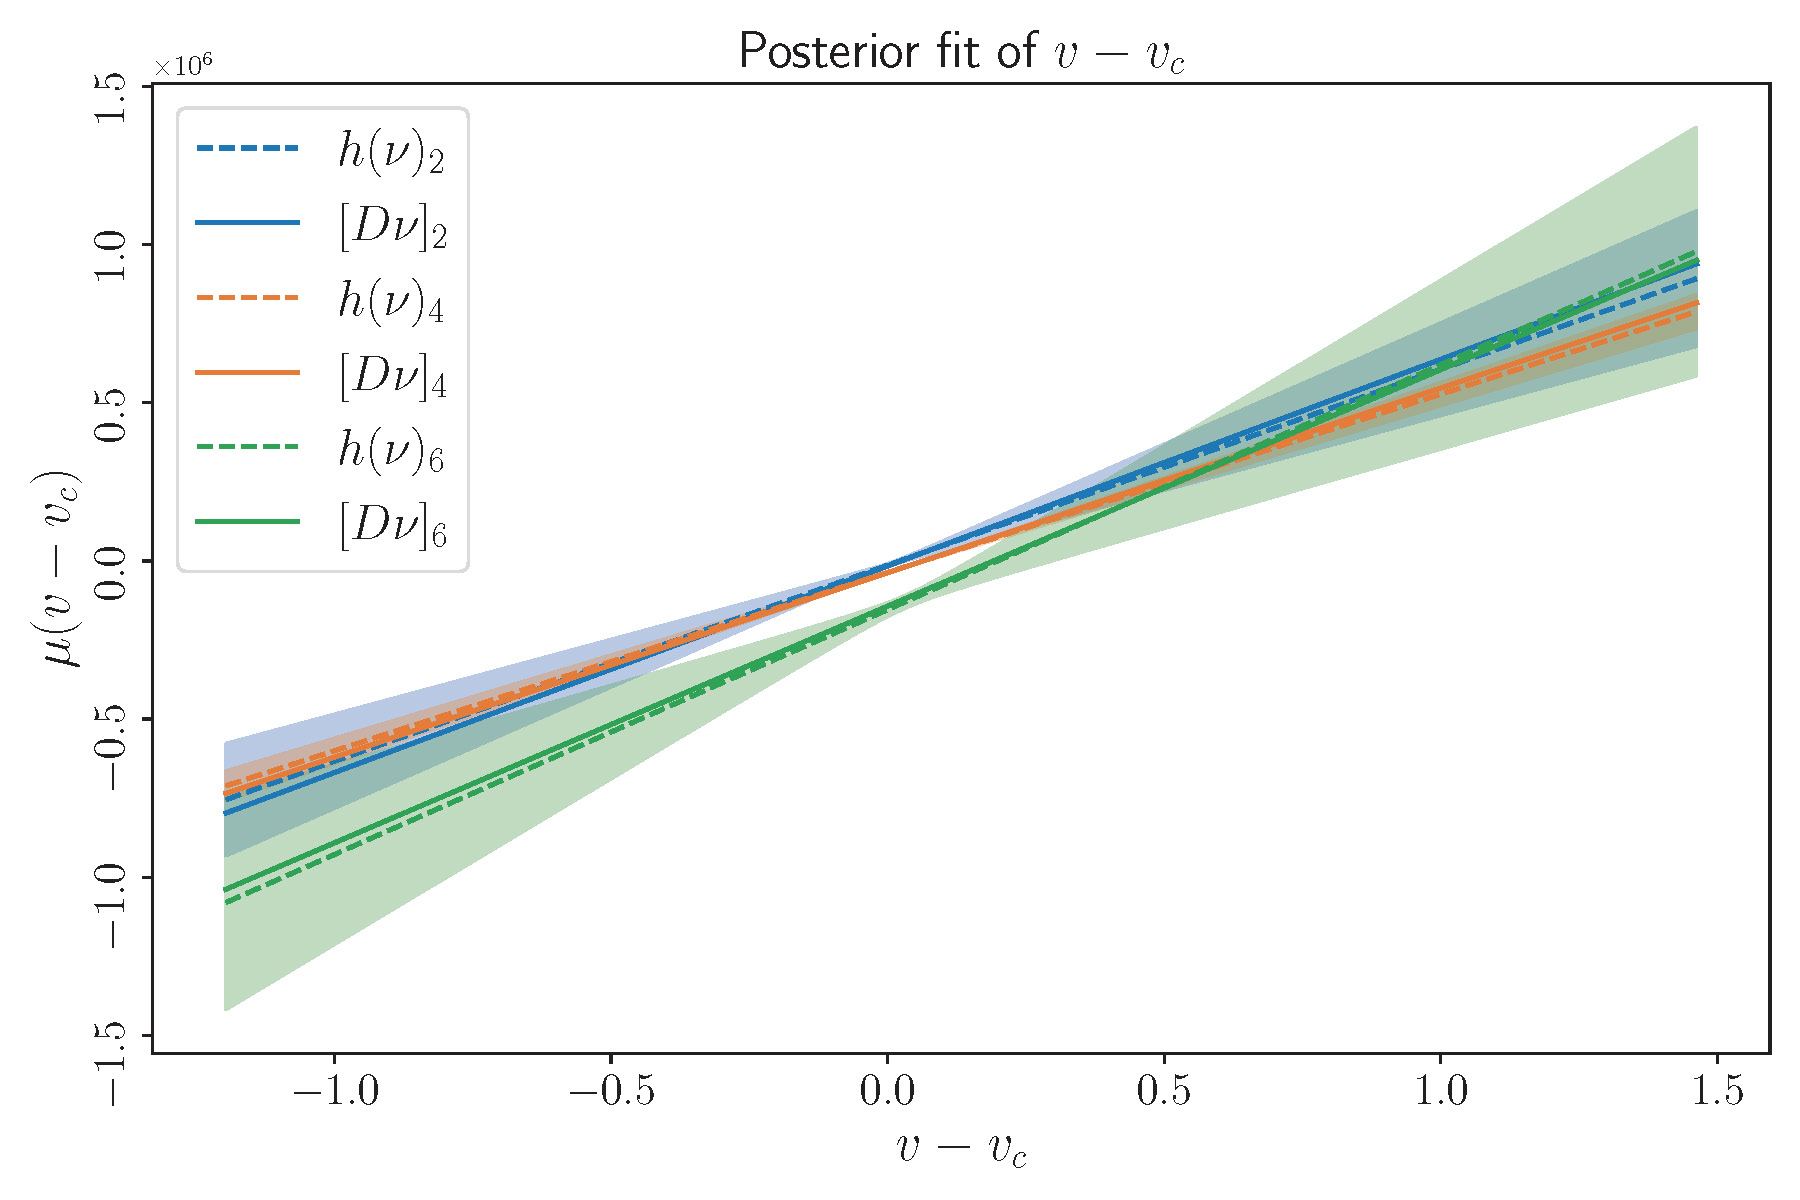 Posterior fit of v − v_c
×10^6
1.5
1.0
0.5
0.0
−0.5
−1.0
−1.5
μ(v − v_c)
h(ν)_2
[Dν]_2
h(ν)_4
[Dν]_4
h(ν)_6
[Dν]_6
−1.0 −0.5 0.0 0.5 1.0 1.5
v − v_c